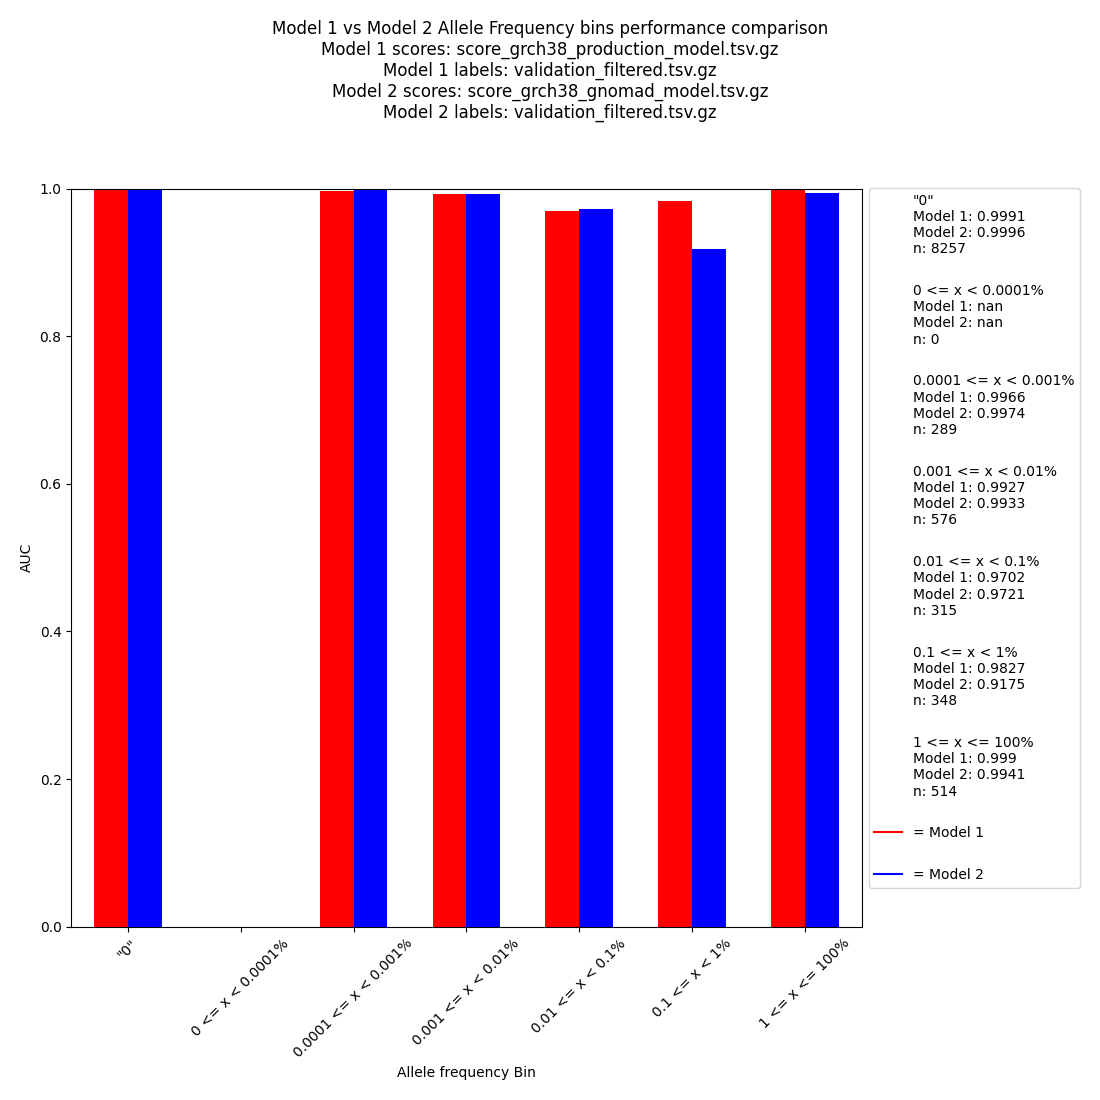 Model 1 vs Model 2 Allele Frequency bins performance comparison
Model 1 scores: score_grch38_production_model.tsv.gz
Model 1 labels: validation_filtered.tsv.gz
Model 2 scores: score_grch38_gnomad_model.tsv.gz
Model 2 labels: validation_filtered.tsv.gz
1.0
0.8
0.6
0.4
0.2
0.0
AUC
"0"
0 <= x < 0.0001%
0.0001 <= x < 0.001%
0.001 <= x < 0.01%
0.01 <= x < 0.1%
0.1 <= x < 1%
1 <= x <= 100%
Allele frequency Bin
"0"
Model 1: 0.9991
Model 2: 0.9996
n: 8257
0 <= x < 0.0001%
Model 1: nan
Model 2: nan
n: 0
0.0001 <= x < 0.001%
Model 1: 0.9966
Model 2: 0.9974
n: 289
0.001 <= x < 0.01%
Model 1: 0.9927
Model 2: 0.9933
n: 576
0.01 <= x < 0.1%
Model 1: 0.9702
Model 2: 0.9721
n: 315
0.1 <= x < 1%
Model 1: 0.9827
Model 2: 0.9175
n: 348
1 <= x <= 100%
Model 1: 0.999
Model 2: 0.9941
n: 514
= Model 1
= Model 2